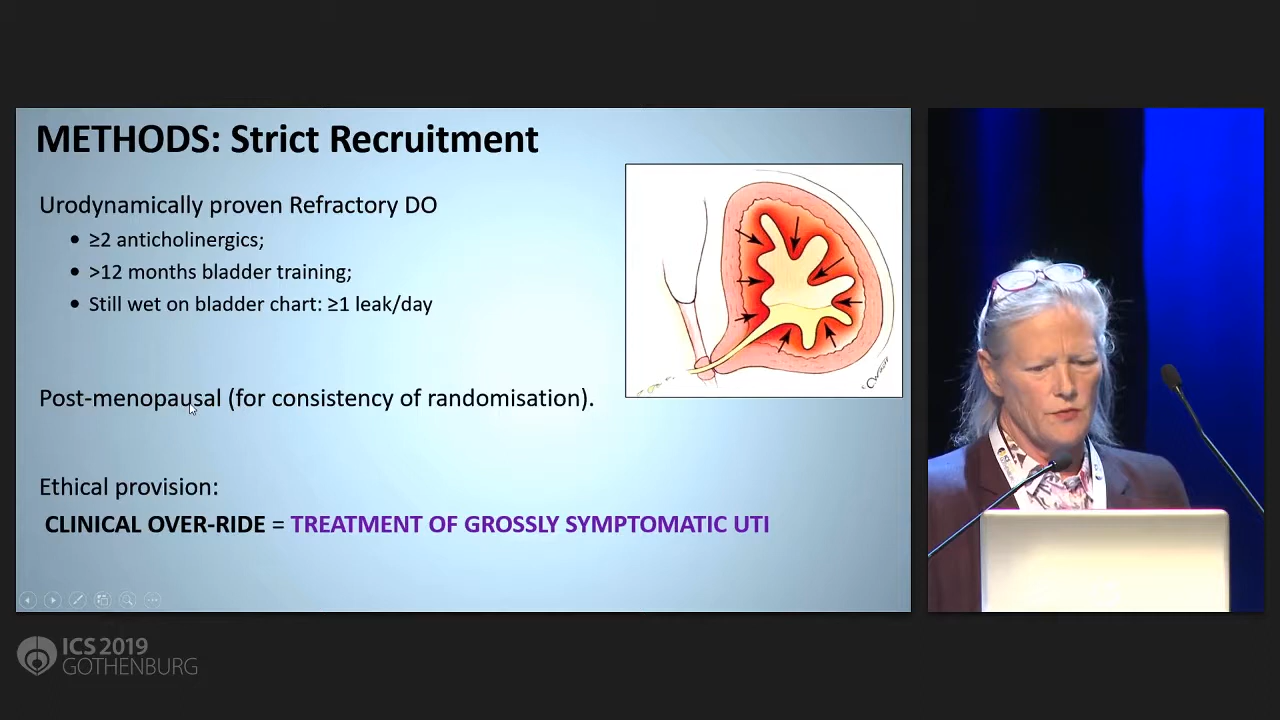 METHODS: Strict Recruitment
Urodynamically proven Refractory DO
• ≥2 anticholinergics;
• >12 months bladder training;
• Still wet on bladder chart: ≥1 leak/day
Post-menopausal (for consistency of randomisation).
Ethical provision:
CLINICAL OVER-RIDE = TREATMENT OF GROSSLY SYMPTOMATIC UTI
ICS 2019
GOTHENBURG